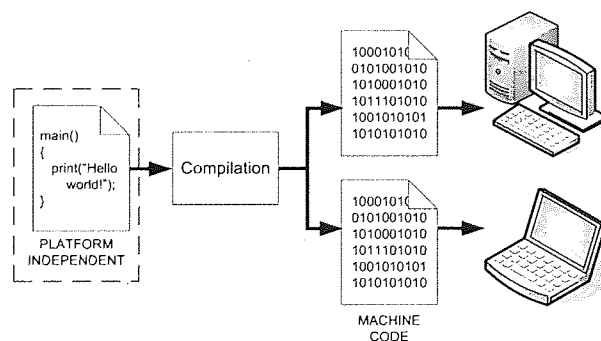 main()
{
print("Hello
world!");
}
PLATFORM
INDEPENDENT
Compilation
10001010
0101001010
1010001010
1011101010
1001010101
1010101010
10001010
0101001010
1010001010
1011101010
1001010101
1010101010
MACHINE
CODE